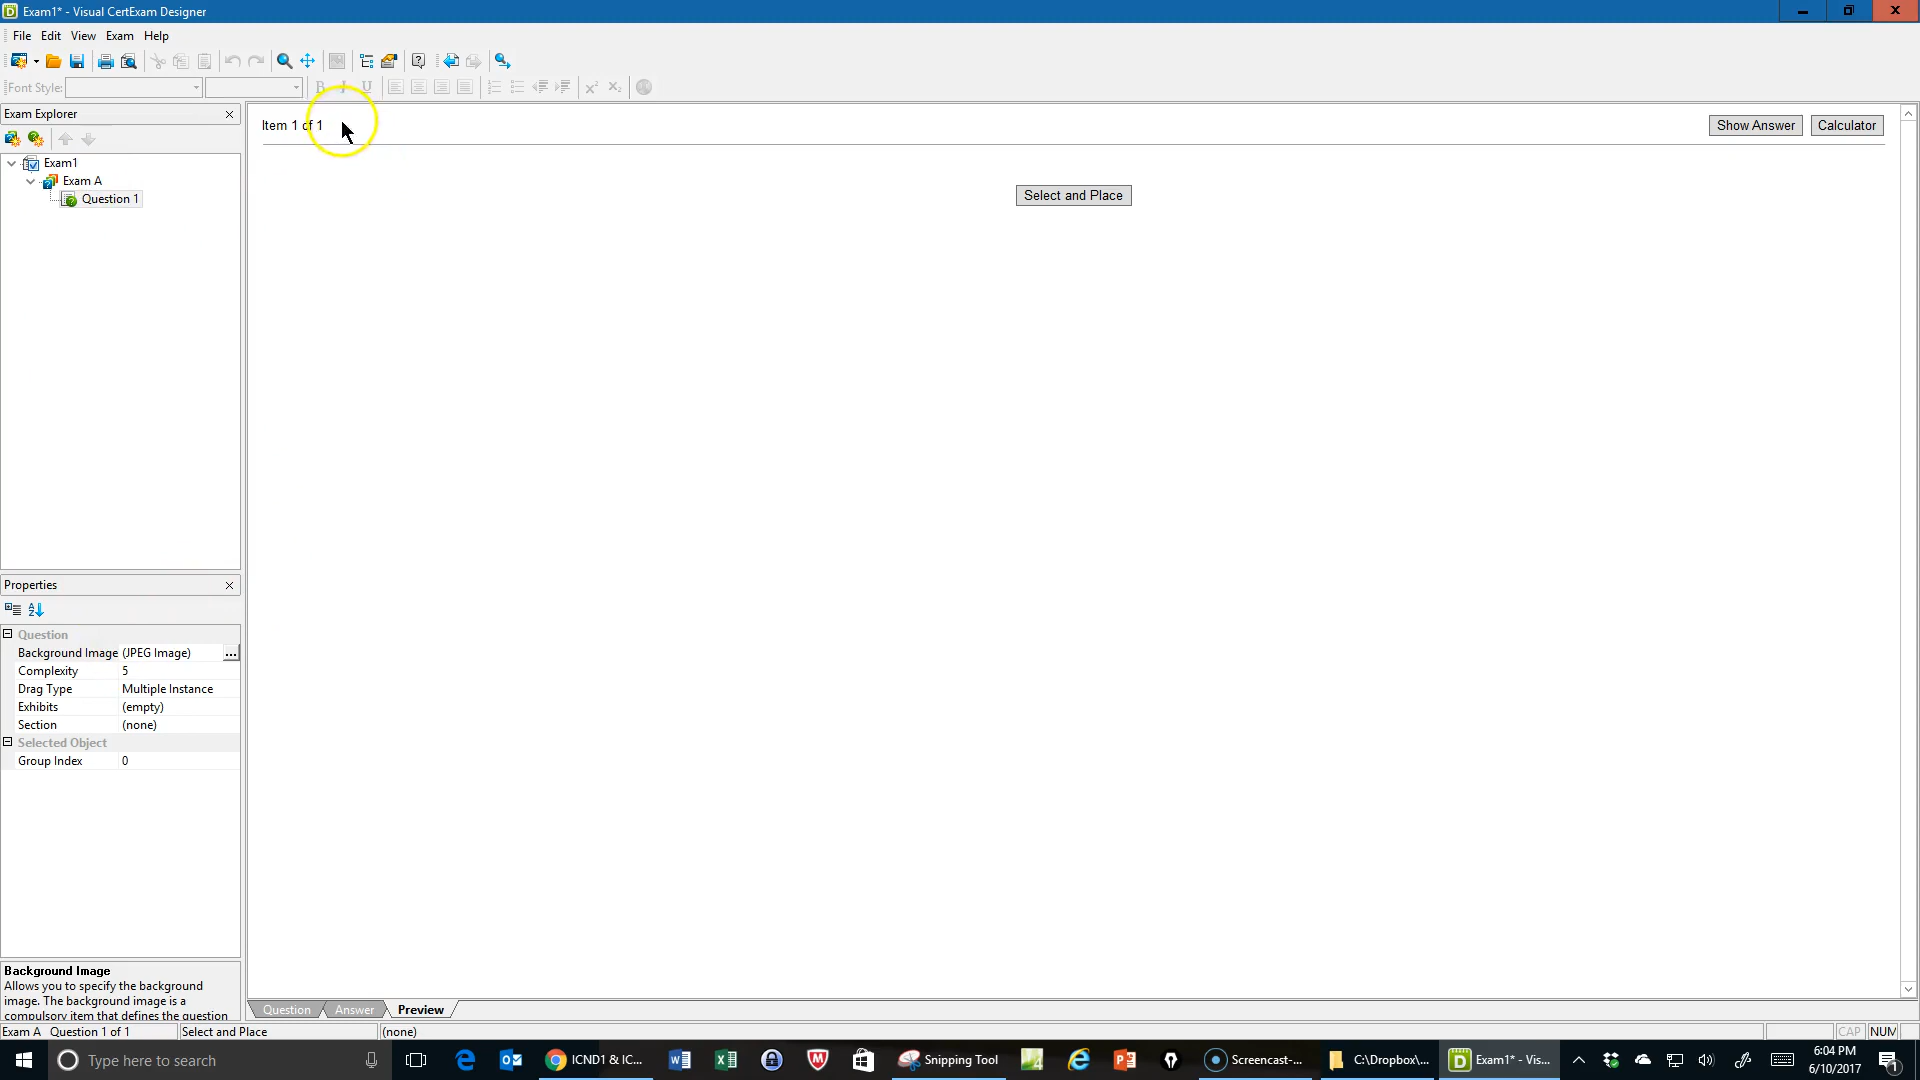 Exam1* - Visual CertExam Designer
File Edit View Exam Help
Font Style:
B I U
Exam Explorer
Exam1
Exam A
Question 1
Item 1 of 1
Show Answer
Calculator
Select and Place
Properties
Question
Background Image (JPEG Image) ...
Complexity 5
Drag Type Multiple Instance
Exhibits (empty)
Section (none)
Selected Object
Group Index 0
Background Image
Allows you to specify the background
image. The background image is a
compulsory item that defines the question
Question Answer Preview
Exam A Question 1 of 1 Select and Place (none) CAP NUM
Type here to search
ICND1 & IC...
Snipping Tool
Screencast-...
C:\Dropbox\...
Exam1* - Vis...
6:04 PM
6/10/2017